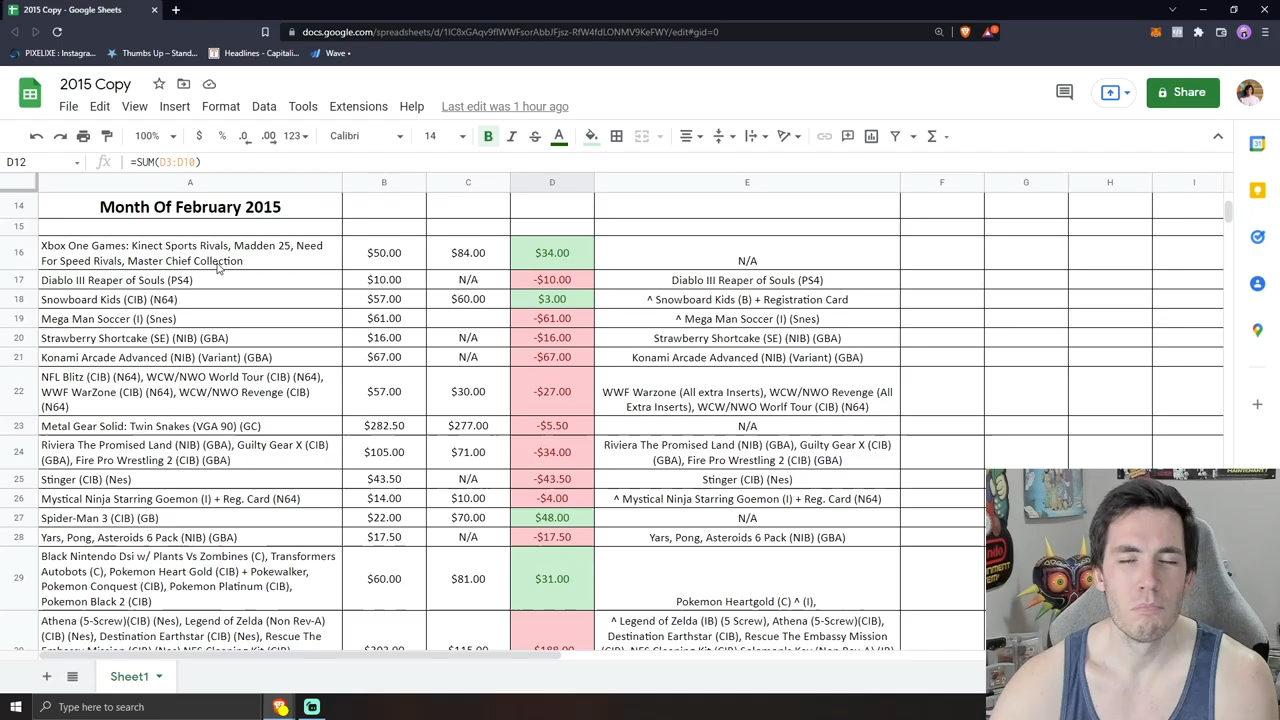 2015 Copy - Google Sheets
docs.google.com/spreadsheets/d/
PIXELIXE: Instagra...
Thumbs Up – Stand...
Headlines - Capitali...
Wave •
2015 Copy
File Edit View Insert Format Data Tools Extensions Help Last edit was 1 hour ago
Share
100% $ % .0 .00 123 Calibri 14 B I S A
D12 fx =SUM(D3:D10)
A B C D E F G H I
14 Month Of February 2015
15
16 Xbox One Games: Kinect Sports Rivals, Madden 25, Need
For Speed Rivals, Master Chief Collection $50.00 $84.00 $34.00 N/A
17 Diablo III Reaper of Souls (PS4) $10.00 N/A -$10.00 Diablo III Reaper of Souls (PS4)
18 Snowboard Kids (CIB) (N64) $57.00 $60.00 $3.00 ^ Snowboard Kids (B) + Registration Card
19 Mega Man Soccer (I) (Snes) $61.00 -$61.00 ^ Mega Man Soccer (I) (Snes)
20 Strawberry Shortcake (SE) (NIB) (GBA) $16.00 N/A -$16.00 Strawberry Shortcake (SE) (NIB) (GBA)
21 Konami Arcade Advanced (NIB) (Variant) (GBA) $67.00 N/A -$67.00 Konami Arcade Advanced (NIB) (Variant) (GBA)
22 NFL Blitz (CIB) (N64), WCW/NWO World Tour (CIB) (N64),
WWF WarZone (CIB) (N64), WCW/NWO Revenge (CIB)
(N64) $57.00 $30.00 -$27.00 WWF Warzone (All extra Inserts), WCW/NWO Revenge (All
Extra Inserts), WCW/NWO Worlf Tour (CIB) (N64)
23 Metal Gear Solid: Twin Snakes (VGA 90) (GC) $282.50 $277.00 -$5.50 N/A
24 Riviera The Promised Land (NIB) (GBA), Guilty Gear X (CIB)
(GBA), Fire Pro Wrestling 2 (CIB) (GBA) $105.00 $71.00 -$34.00 Riviera The Promised Land (NIB) (GBA), Guilty Gear X (CIB)
(GBA), Fire Pro Wrestling 2 (CIB) (GBA)
25 Stinger (CIB) (Nes) $43.50 N/A -$43.50 Stinger (CIB) (Nes)
26 Mystical Ninja Starring Goemon (I) + Reg. Card (N64) $14.00 $10.00 -$4.00 ^ Mystical Ninja Starring Goemon (I) + Reg. Card (N64)
27 Spider-Man 3 (CIB) (GB) $22.00 $70.00 $48.00 N/A
28 Yars, Pong, Asteroids 6 Pack (NIB) (GBA) $17.50 N/A -$17.50 Yars, Pong, Asteroids 6 Pack (NIB) (GBA)
29 Black Nintendo Dsi w/ Plants Vs Zombines (C), Transformers
Autobots (C), Pokemon Heart Gold (CIB) + Pokewalker,
Pokemon Conquest (CIB), Pokemon Platinum (CIB),
Pokemon Black 2 (CIB) $60.00 $81.00 $31.00 Pokemon Heartgold (C) ^ (I),
Athena (5-Screw)(CIB) (Nes), Legend of Zelda (Non Rev-A)
(CIB) (Nes), Destination Earthstar (CIB) (Nes), Rescue The
^ Legend of Zelda (IB) (5 Screw), Athena (5-Screw)(CIB),
Destination Earthstar (CIB), Rescue The Embassy Mission
Sheet1
Type here to search